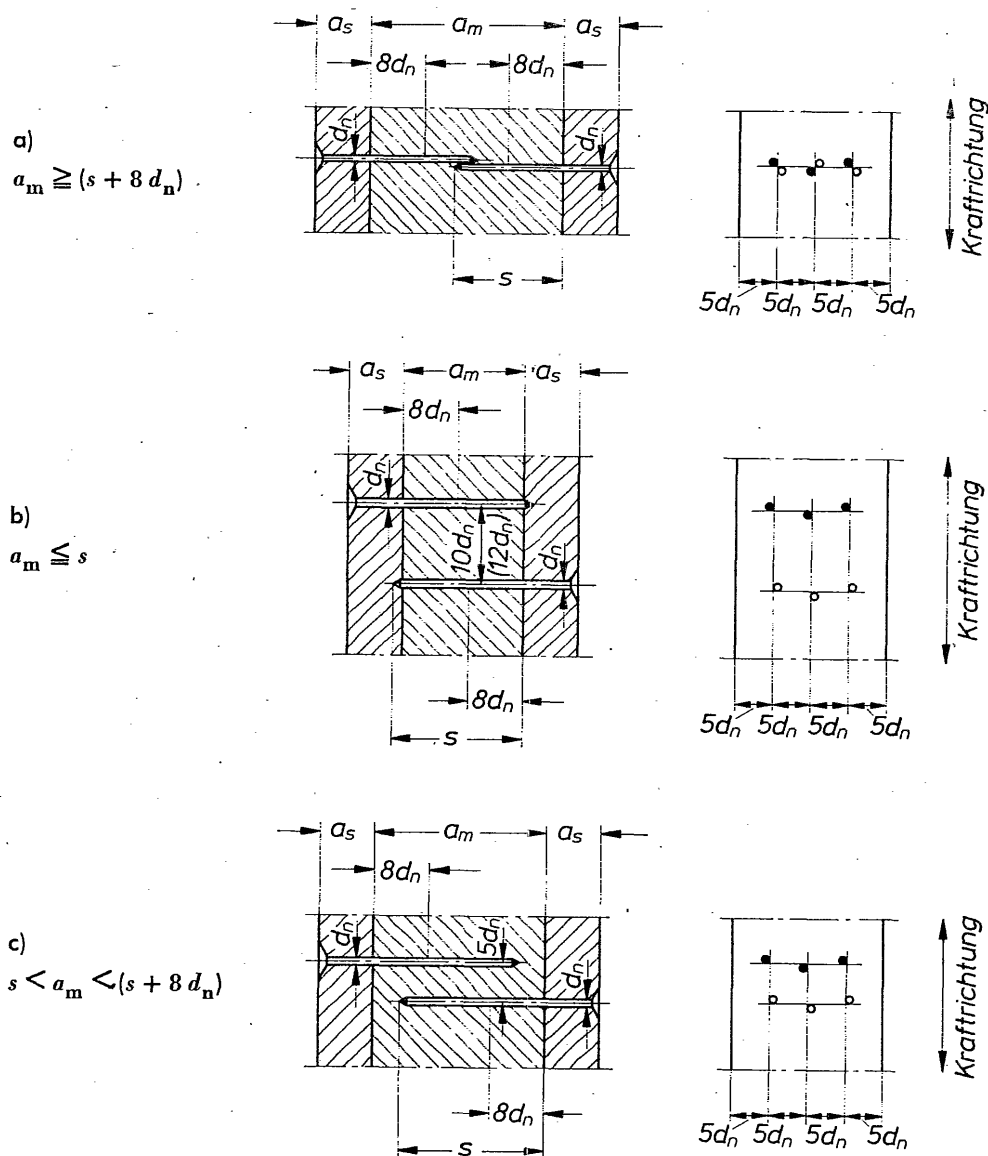 a_s a_m a_s
8d_n 8d_n
a)
a_m ≧ (s + 8 d_n)
d_n d_n
s
Kraftrichtung
5d_n 5d_n 5d_n 5d_n
a_s a_m a_s
8d_n
b)
a_m ≦ s
d_n 10d_n (12d_n) d_n
8d_n
s
Kraftrichtung
5d_n 5d_n 5d_n 5d_n
a_s a_m a_s
8d_n
c)
s < a_m < (s + 8 d_n)
d_n 5d_n d_n
8d_n
s
Kraftrichtung
5d_n 5d_n 5d_n 5d_n